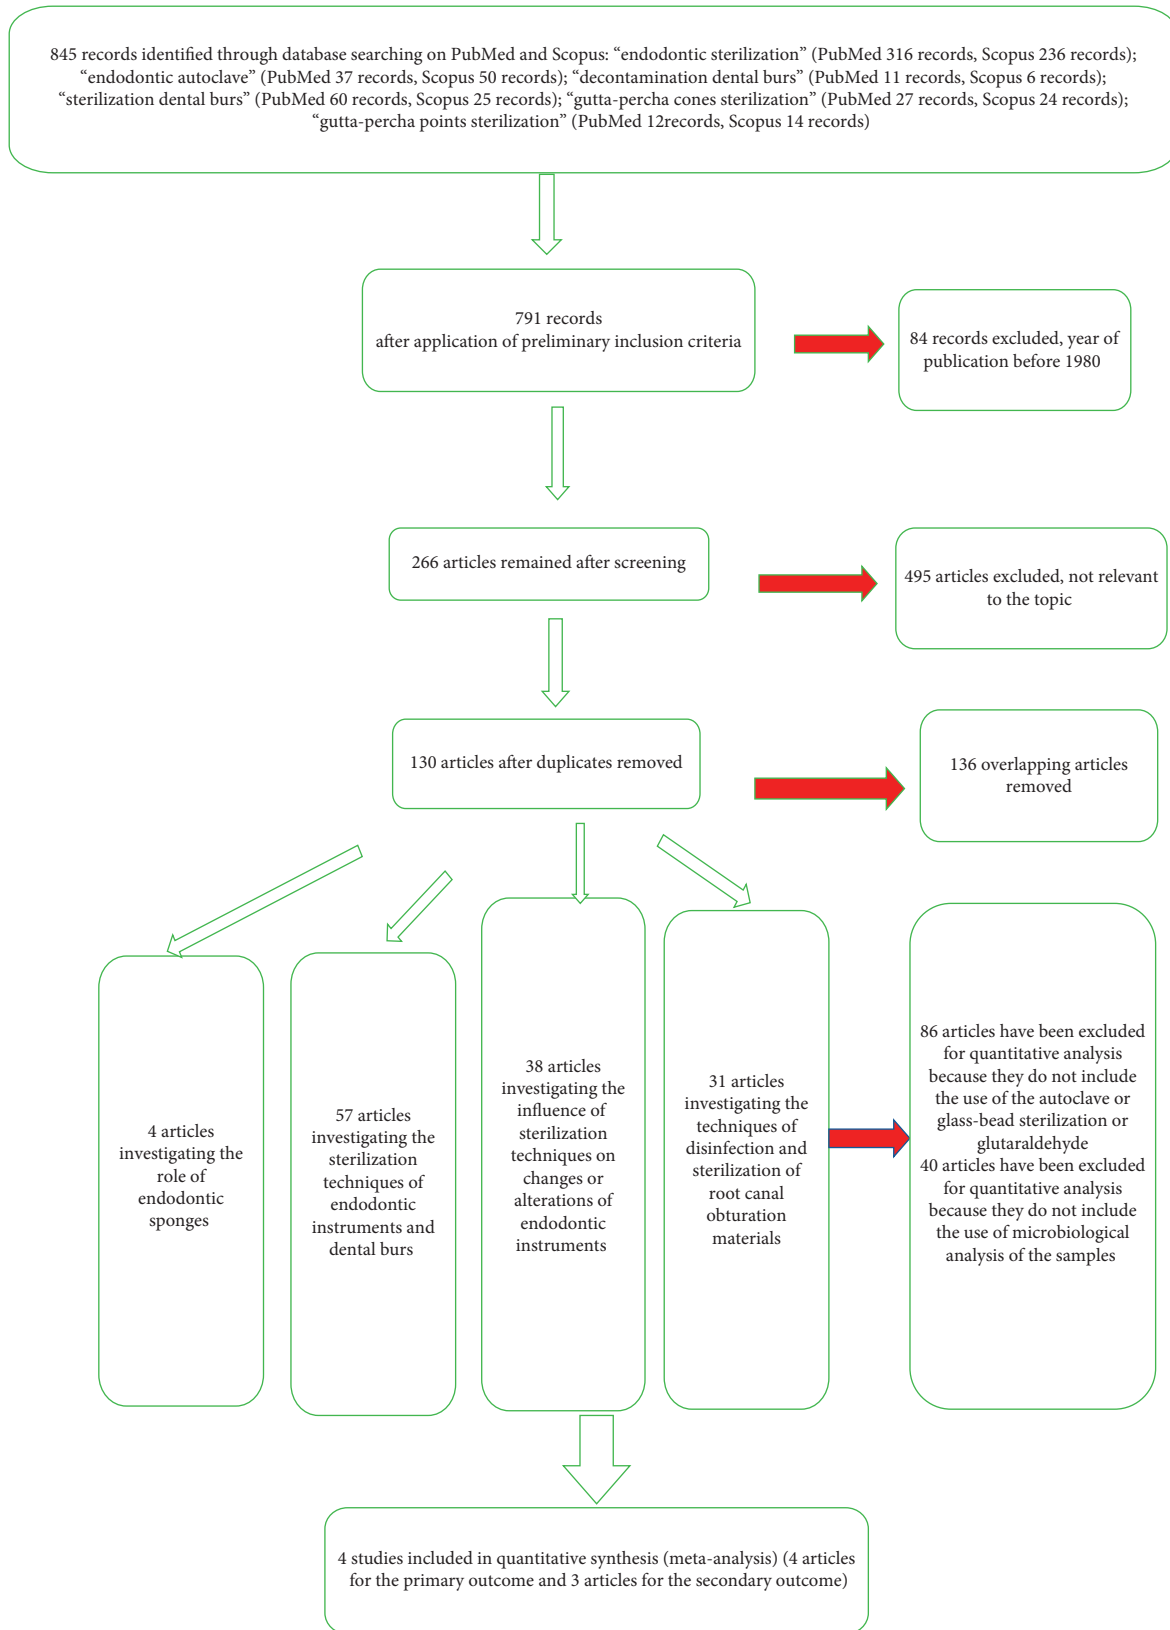 845 records identified through database searching on PubMed and Scopus: “endodontic sterilization” (PubMed 316 records, Scopus 236 records);
“endodontic autoclave” (PubMed 37 records, Scopus 50 records); “decontamination dental burs” (PubMed 11 records, Scopus 6 records);
“sterilization dental burs” (PubMed 60 records, Scopus 25 records); “gutta-percha cones sterilization” (PubMed 27 records, Scopus 24 records);
“gutta-percha points sterilization” (PubMed 12records, Scopus 14 records)
791 records
after application of preliminary inclusion criteria
84 records excluded, year of
publication before 1980
266 articles remained after screening
495 articles excluded, not relevant
to the topic
130 articles after duplicates removed
136 overlapping articles
removed
4 articles
investigating the
role of
endodontic
sponges
57 articles
investigating the
sterilization
techniques of
endodontic
instruments and
dental burs
38 articles
investigating the
influence of
sterilization
techniques on
changes or
alterations of
endodontic
instruments
31 articles
investigating the
techniques of
disinfection and
sterilization of
root canal
obturation
materials
86 articles have been excluded
for quantitative analysis
because they do not include
the use of the autoclave or
glass-bead sterilization or
glutaraldehyde
40 articles have been excluded
for quantitative analysis
because they do not include
the use of microbiological
analysis of the samples
4 studies included in quantitative synthesis (meta-analysis) (4 articles
for the primary outcome and 3 articles for the secondary outcome)